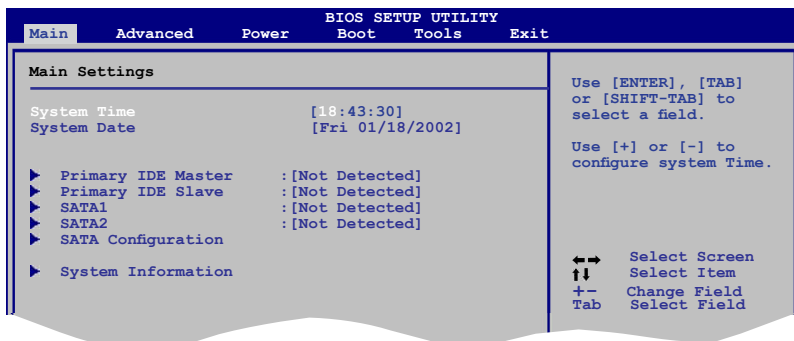 BIOS SETUP UTILITY
Main Advanced Power Boot Tools Exit
Main Settings
System Time [18:43:30]
System Date [Fri 01/18/2002]
Primary IDE Master :[Not Detected]
Primary IDE Slave :[Not Detected]
SATA1 :[Not Detected]
SATA2 :[Not Detected]
SATA Configuration
System Information
Use [ENTER], [TAB]
or [SHIFT-TAB] to
select a field.
Use [+] or [-] to
configure system Time.
←→ Select Screen
↑↓ Select Item
+- Change Field
Tab Select Field